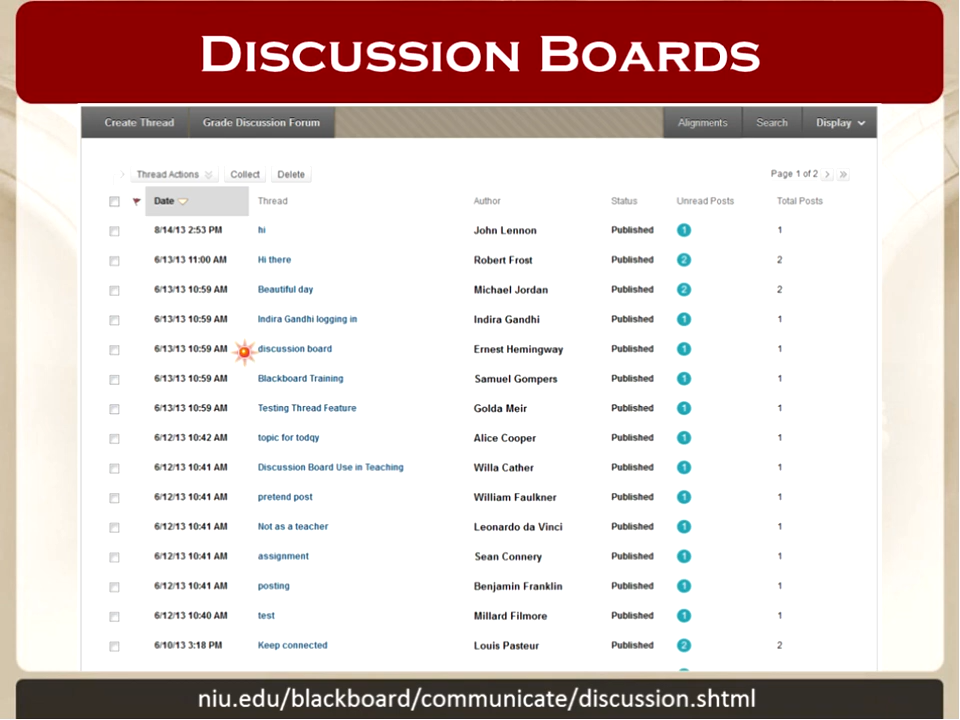 Discussion Boards
Create Thread Grade Discussion Forum Alignments Search Display
Thread Actions Collect Delete Page 1 of 2
Date Thread Author Status Unread Posts Total Posts
8/14/13 2:53 PM hi John Lennon Published 1 1
6/13/13 11:00 AM Hi there Robert Frost Published 2 2
6/13/13 10:59 AM Beautiful day Michael Jordan Published 2 2
6/13/13 10:59 AM Indira Gandhi logging in Indira Gandhi Published 1 1
6/13/13 10:59 AM discussion board Ernest Hemingway Published 1 1
6/13/13 10:59 AM Blackboard Training Samuel Gompers Published 1 1
6/13/13 10:59 AM Testing Thread Feature Golda Meir Published 1 1
6/12/13 10:42 AM topic for todqy Alice Cooper Published 1 1
6/12/13 10:41 AM Discussion Board Use in Teaching Willa Cather Published 1 1
6/12/13 10:41 AM pretend post William Faulkner Published 1 1
6/12/13 10:41 AM Not as a teacher Leonardo da Vinci Published 1 1
6/12/13 10:41 AM assignment Sean Connery Published 1 1
6/12/13 10:41 AM posting Benjamin Franklin Published 1 1
6/12/13 10:40 AM test Millard Filmore Published 1 1
6/10/13 3:18 PM Keep connected Louis Pasteur Published 2 2
niu.edu/blackboard/communicate/discussion.shtml